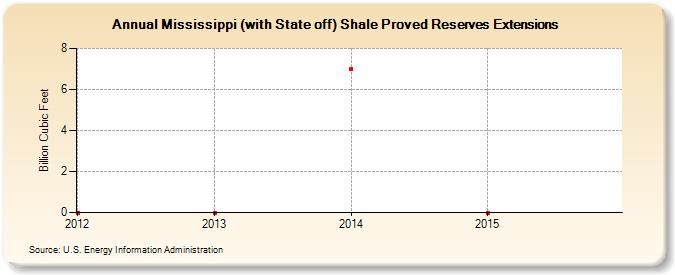 Annual Mississippi (with State off) Shale Proved Reserves Extensions
Billion Cubic Feet
8
6
4
2
0
2012 2013 2014 2015
Source: U.S. Energy Information Administration